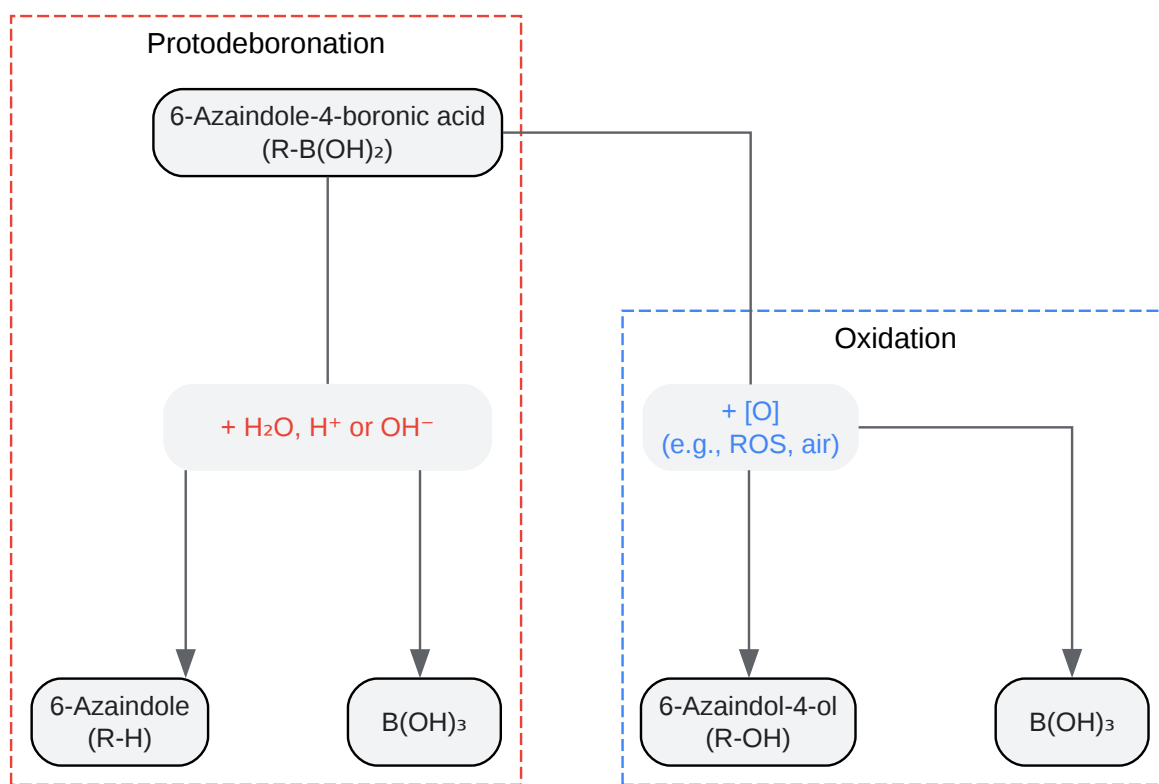 Protodeboronation
6-Azaindole-4-boronic acid
(R-B(OH)₂)
Oxidation
+ H₂O, H⁺ or OH⁻
+ [O]
(e.g., ROS, air)
6-Azaindole
(R-H)
B(OH)₃
6-Azaindol-4-ol
(R-OH)
B(OH)₃